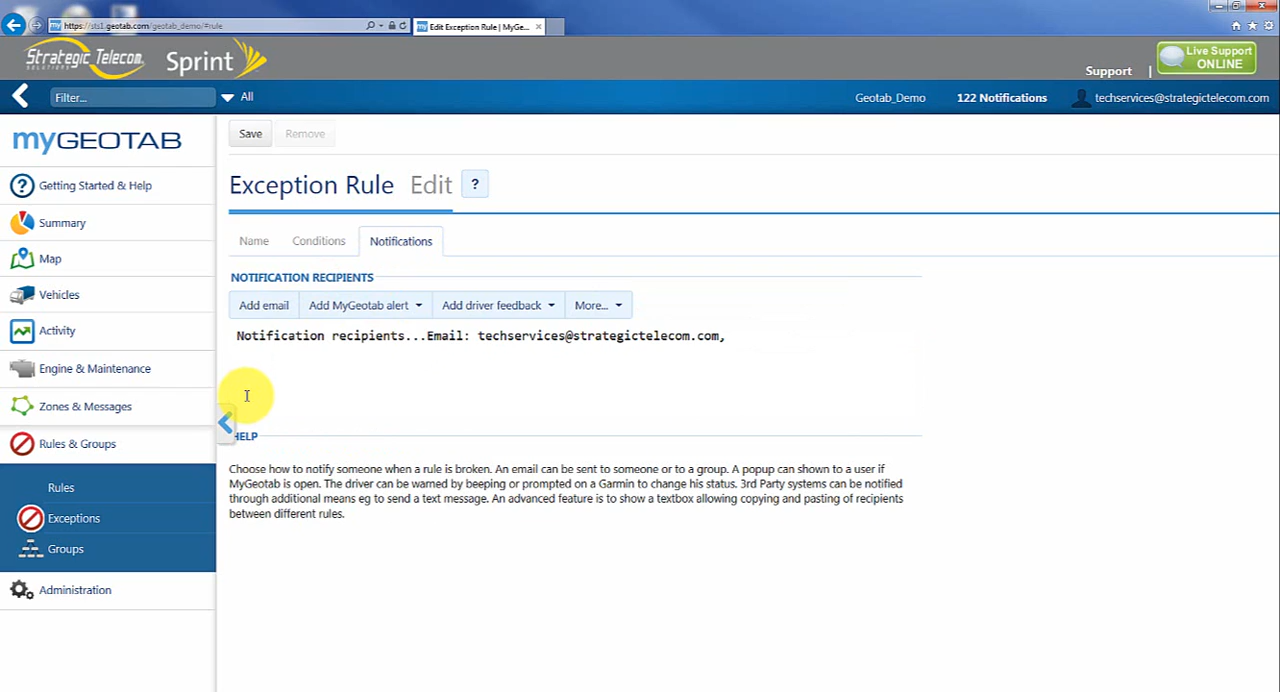 https://sts1.geotab.com/geotab_demo/#rule
my Edit Exception Rule | MyGe...
Strategic Telecom
SOLUTIONS
Sprint
Support |
Live Support
ONLINE
Filter...
All
Geotab_Demo
122 Notifications
techservices@strategictelecom.com
myGEOTAB
Save
Remove
Exception Rule Edit ?
Getting Started & Help
Summary
Map
Vehicles
Activity
Engine & Maintenance
Zones & Messages
Rules & Groups
Rules
Exceptions
Groups
Administration
Name
Conditions
Notifications
NOTIFICATION RECIPIENTS
Add email
Add MyGeotab alert
Add driver feedback
More...
Notification recipients...Email: techservices@strategictelecom.com,
HELP
Choose how to notify someone when a rule is broken. An email can be sent to someone or to a group. A popup can shown to a user if
MyGeotab is open. The driver can be warned by beeping or prompted on a Garmin to change his status. 3rd Party systems can be notified
through additional means eg to send a text message. An advanced feature is to show a textbox allowing copying and pasting of recipients
between different rules.